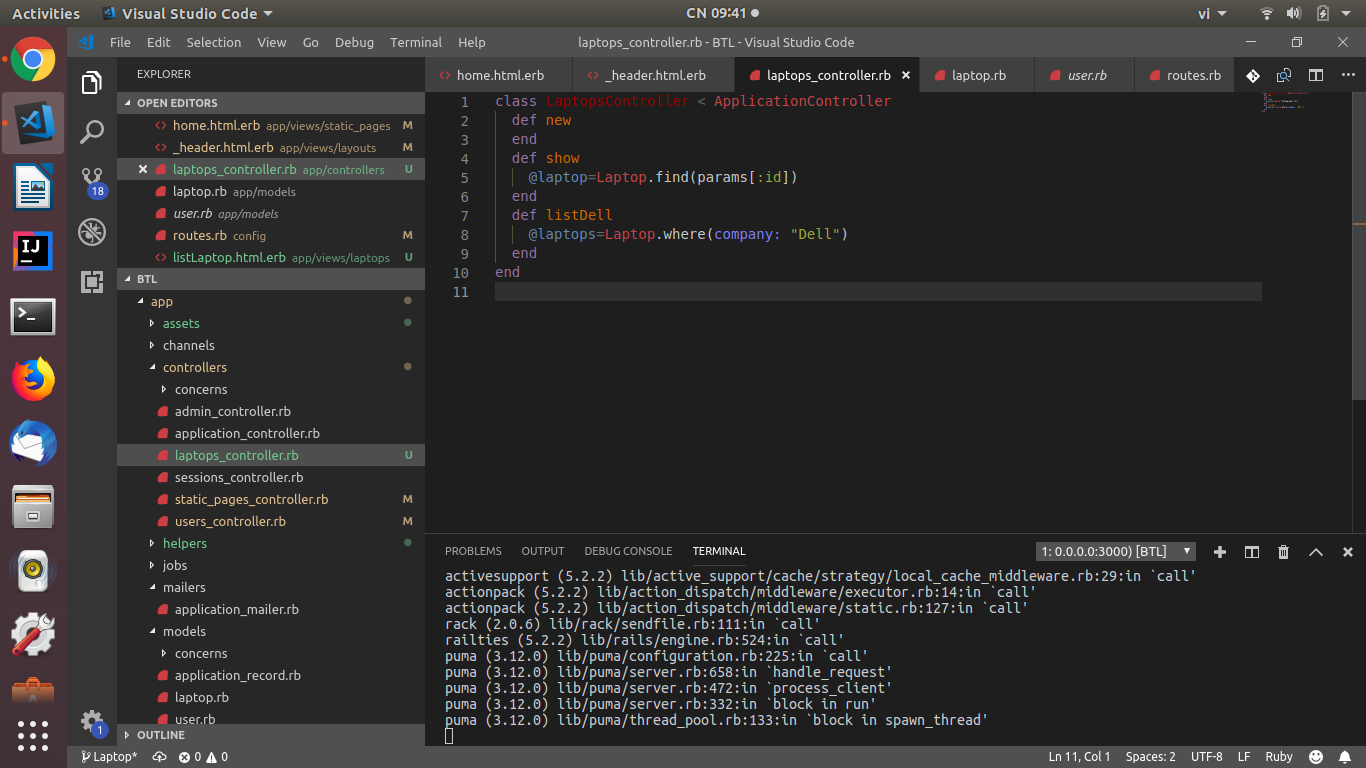 Activities Visual Studio Code CN 09:41 vi
File Edit Selection View Go Debug Terminal Help laptops_controller.rb - BTL - Visual Studio Code
EXPLORER
OPEN EDITORS
home.html.erb app/views/static_pages M
_header.html.erb app/views/layouts M
laptops_controller.rb app/controllers U
laptop.rb app/models
user.rb app/models
routes.rb config M
listLaptop.html.erb app/views/laptops U
BTL
app
assets
channels
controllers
concerns
admin_controller.rb
application_controller.rb
laptops_controller.rb U
sessions_controller.rb
static_pages_controller.rb M
users_controller.rb M
helpers
jobs
mailers
application_mailer.rb
models
concerns
application_record.rb
laptop.rb
user.rb
OUTLINE
18
1
IJ
home.html.erb _header.html.erb laptops_controller.rb laptop.rb user.rb routes.rb
1 class LaptopsController < ApplicationController
2 def new
3 end
4 def show
5 @laptop=Laptop.find(params[:id])
6 end
7 def listDell
8 @laptops=Laptop.where(company: "Dell")
9 end
10 end
11
PROBLEMS OUTPUT DEBUG CONSOLE TERMINAL 1: 0.0.0.0:3000) [BTL]
activesupport (5.2.2) lib/active_support/cache/strategy/local_cache_middleware.rb:29:in `call'
actionpack (5.2.2) lib/action_dispatch/middleware/executor.rb:14:in `call'
actionpack (5.2.2) lib/action_dispatch/middleware/static.rb:127:in `call'
rack (2.0.6) lib/rack/sendfile.rb:111:in `call'
railties (5.2.2) lib/rails/engine.rb:524:in `call'
puma (3.12.0) lib/puma/configuration.rb:225:in `call'
puma (3.12.0) lib/puma/server.rb:658:in `handle_request'
puma (3.12.0) lib/puma/server.rb:472:in `process_client'
puma (3.12.0) lib/puma/server.rb:332:in `block in run'
puma (3.12.0) lib/puma/thread_pool.rb:133:in `block in spawn_thread'
Laptop* 0 0 Ln 11, Col 1 Spaces: 2 UTF-8 LF Ruby